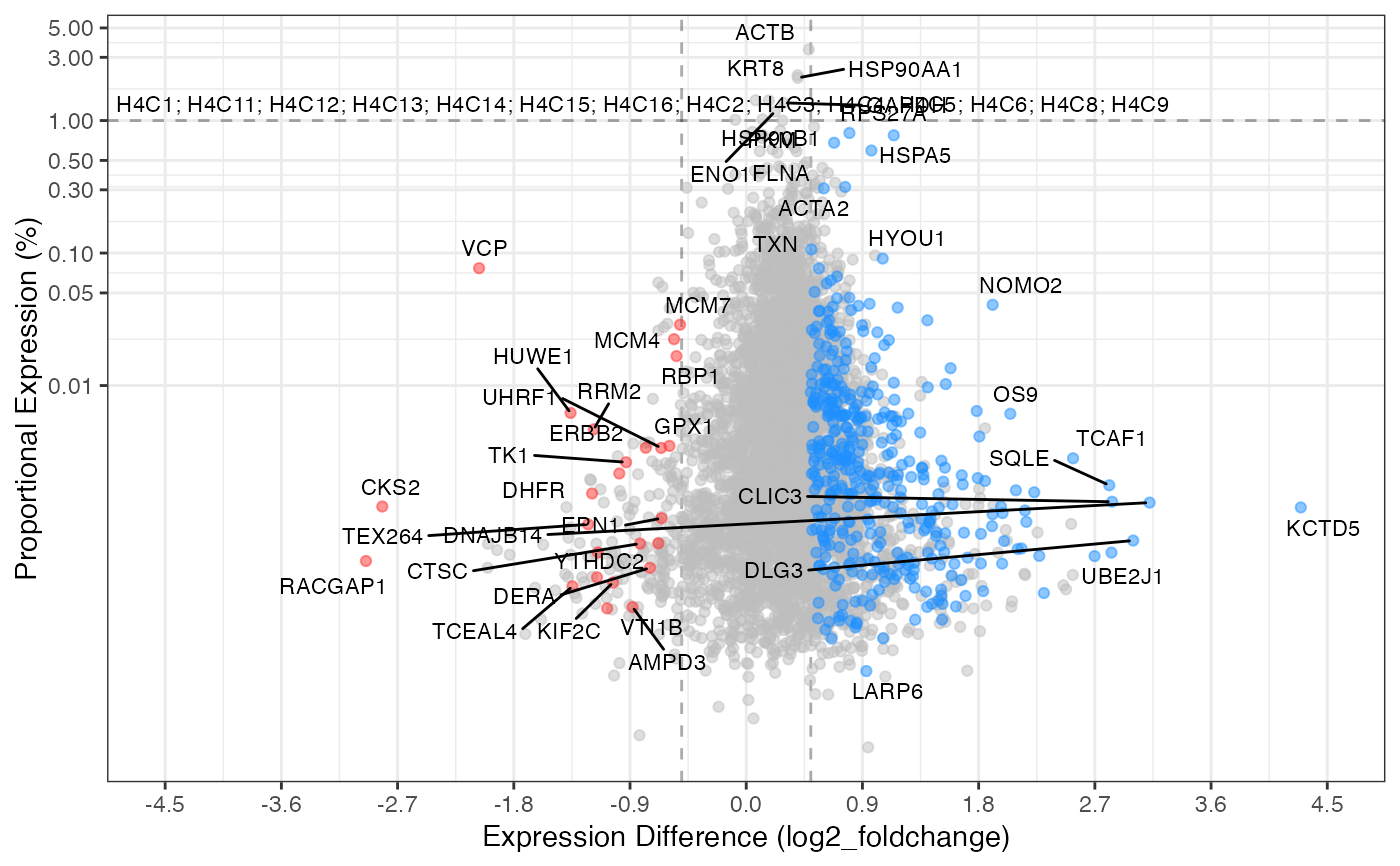 ACTB
KRT8
HSP90AA1
H4C1; H4C11; H4C12; H4C13; H4C14; H4C15; H4C16; H4C2; H4C3; H4C4; H4C5; H4C6; H4C8; H4C9
GAPDH
RPS27A
HSP90B1
PKM
HSPA5
ENO1
FLNA
ACTA2
TXN
HYOU1
VCP
NOMO2
MCM7
MCM4
HUWE1
RBP1
UHRF1
RRM2
OS9
ERBB2
GPX1
TCAF1
TK1
SQLE
CKS2
DHFR
CLIC3
EPN1
KCTD5
TEX264
DNAJB14
YTHDC2
CTSC
DLG3
UBE2J1
RACGAP1
DERA
TCEAL4
KIF2C
VTI1B
AMPD3
LARP6
5.00
3.00
1.00
0.50
0.30
0.10
0.05
0.01
Proportional Expression (%)
-4.5 -3.6 -2.7 -1.8 -0.9 0.0 0.9 1.8 2.7 3.6 4.5
Expression Difference (log2_foldchange)